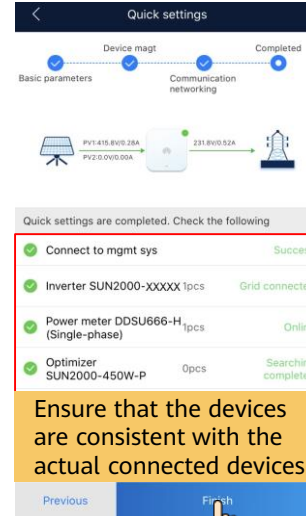 Quick settings
Device magt
Completed
Basic parameters
Communication
networking
PV1:415.8V/0.28A
231.8V/0.52A
PV2:0.0V/0.00A
Quick settings are completed. Check the following
Connect to mgmt sys
Succes
Inverter SUN2000-XXXXX 1pcs
Grid connecte
Power meter DDSU666-H 1pcs
(Single-phase)
Onlin
Optimizer
SUN2000-450W-P
0pcs
Searchin
complete
Ensure that the devices
are consistent with the
actual connected devices
Previous
Finish